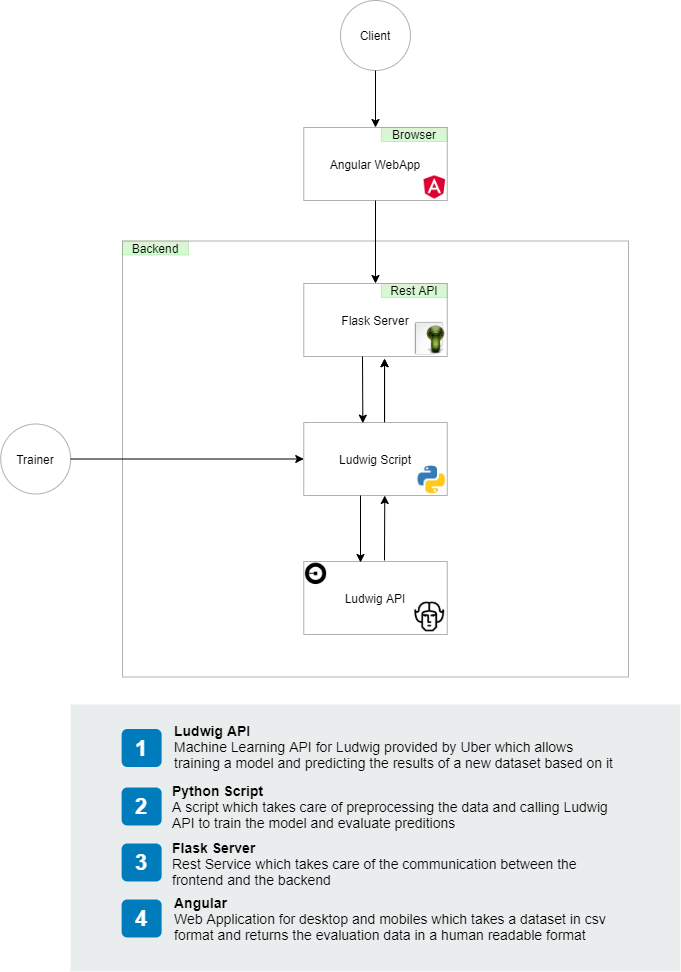 Client
Browser
Angular WebApp
Backend
Rest API
Flask Server
Trainer
Ludwig Script
Ludwig API
1
Ludwig API
Machine Learning API for Ludwig provided by Uber which allows
training a model and predicting the results of a new dataset based on it
2
Python Script
A script which takes care of preprocessing the data and calling Ludwig
API to train the model and evaluate preditions
3
Flask Server
Rest Service which takes care of the communication between the
frontend and the backend
4
Angular
Web Application for desktop and mobiles which takes a dataset in csv
format and returns the evaluation data in a human readable format